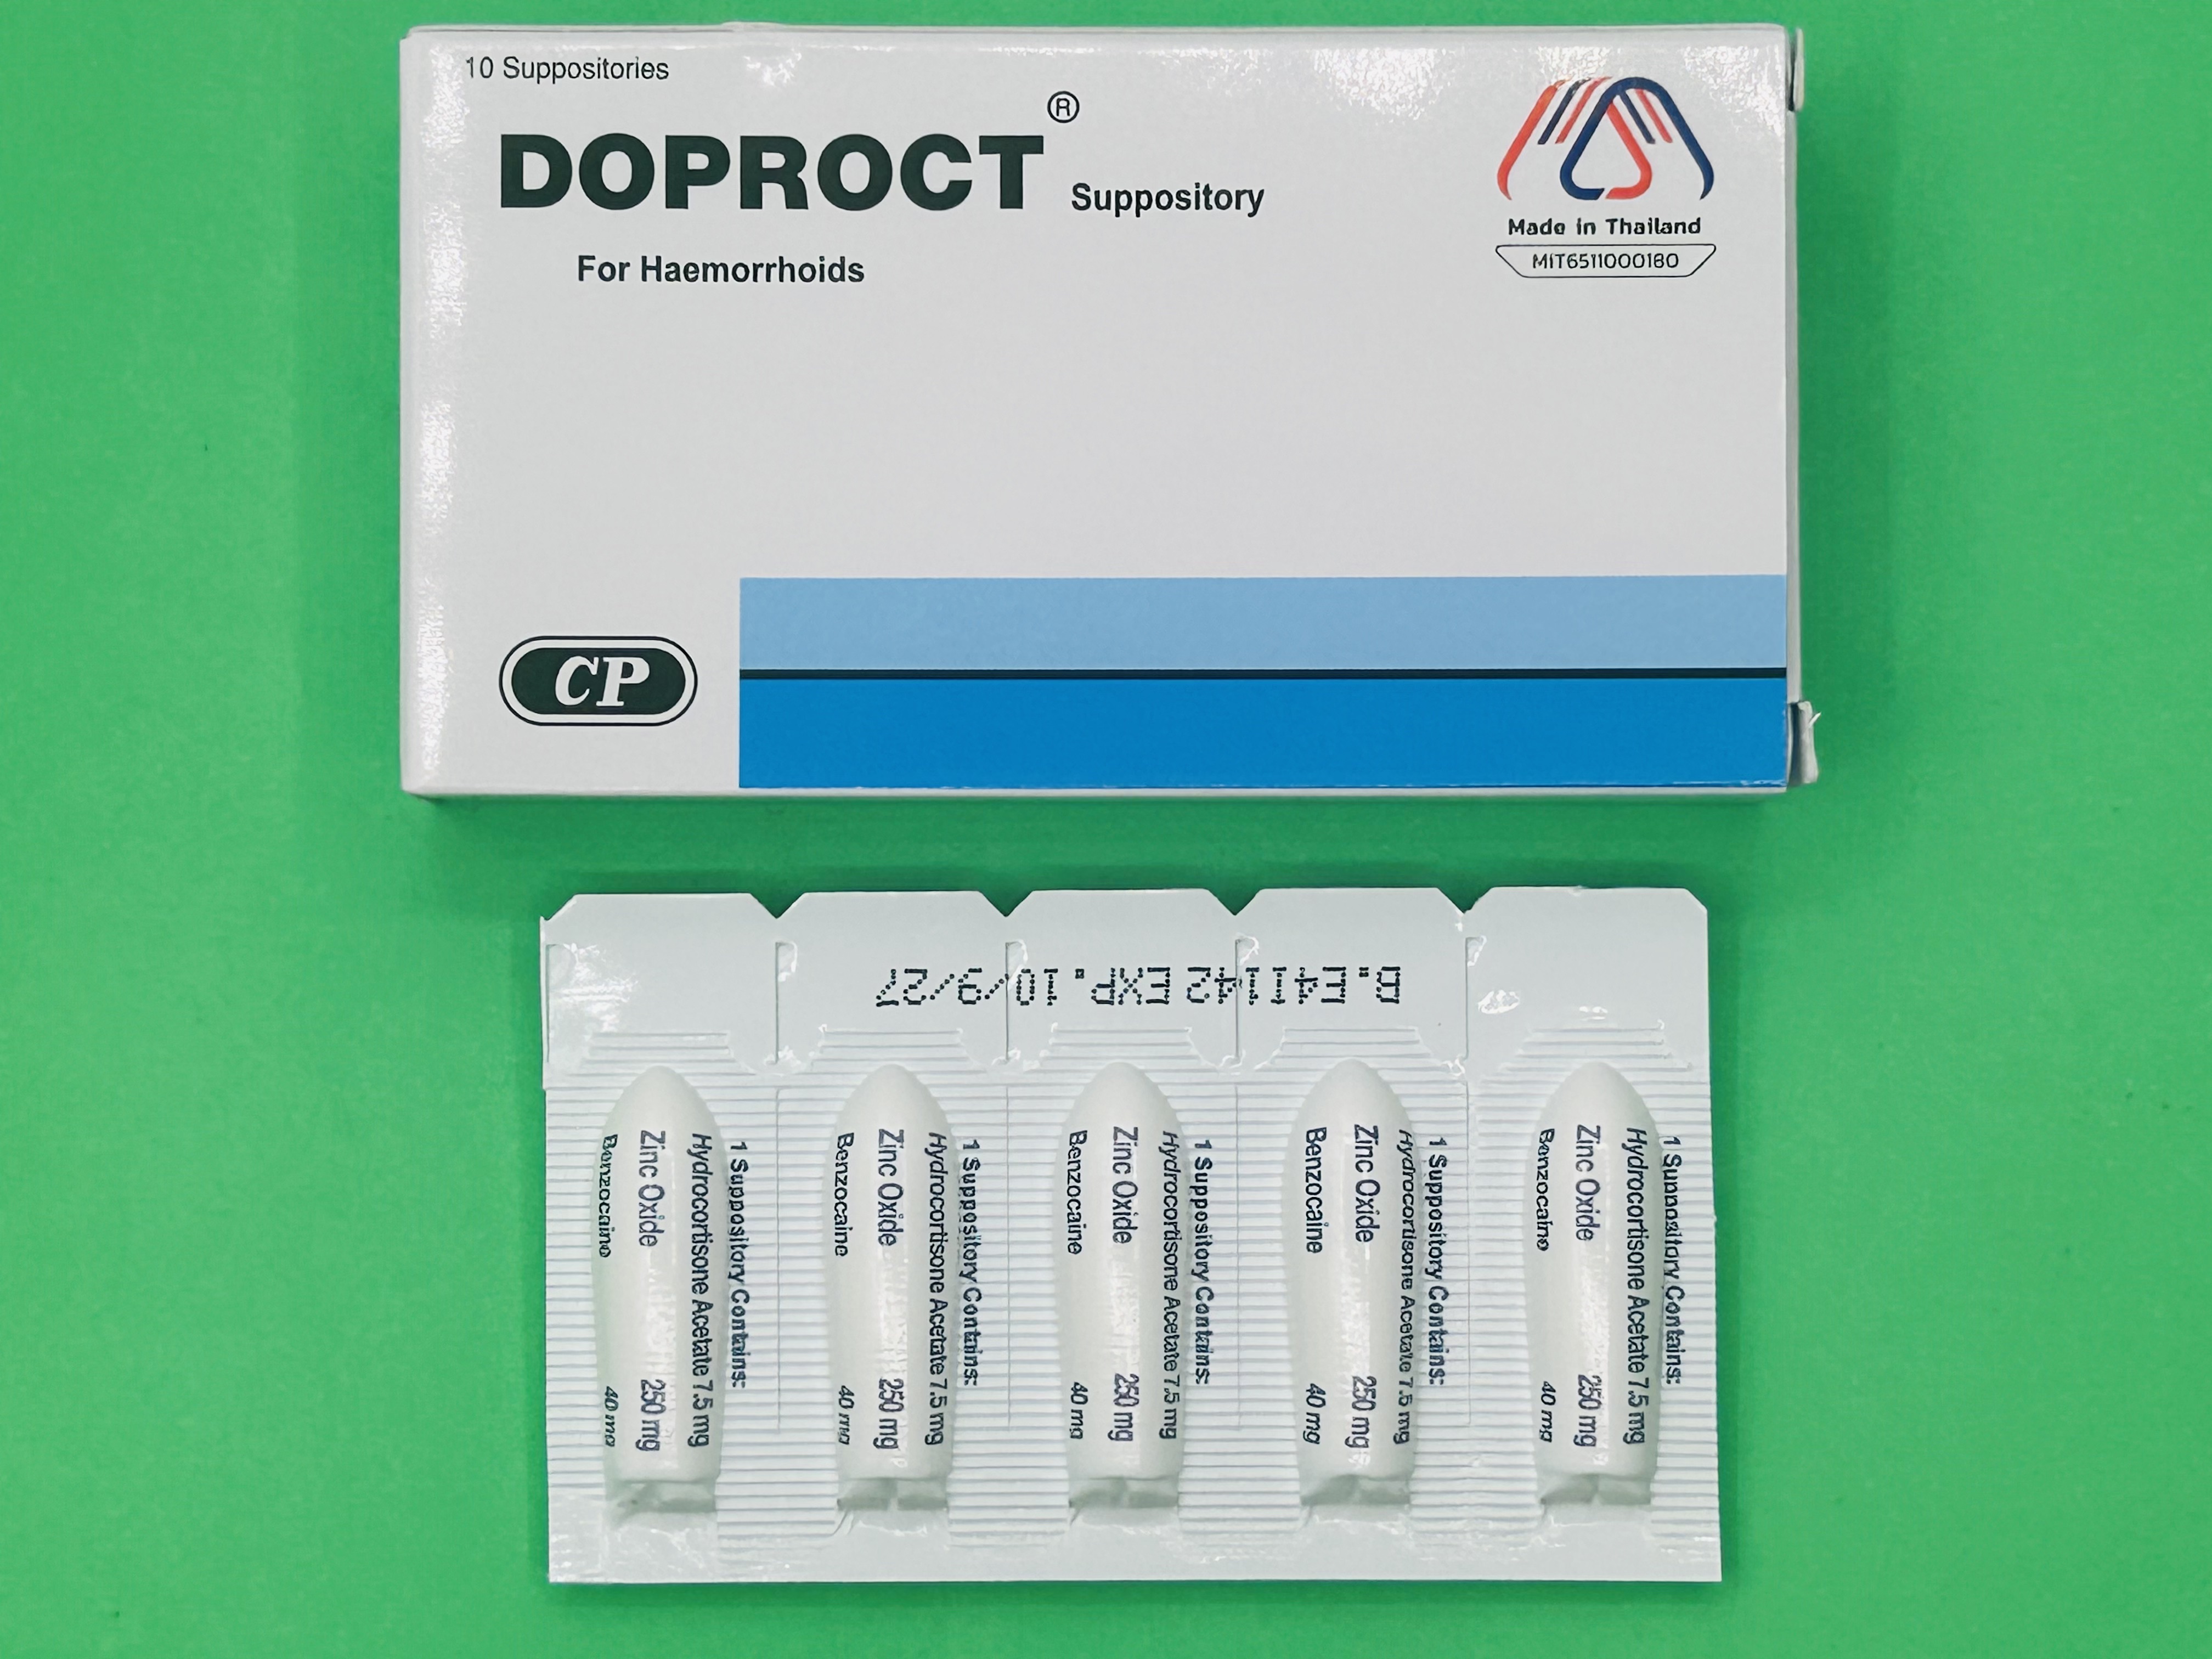 10 Suppositories
DOPROCT® Suppository
For Haemorrhoids
Made in Thailand
MIT6511000180
CP
B.E41142 EXP. 10/9/27
1 Suppository Contains:
Hydrocortisone Acetate 7.5 mg
Zinc Oxide 250 mg
Benzocaine 40 mg
1 Suppository Contains:
Hydrocortisone Acetate 7.5 mg
Zinc Oxide 250 mg
Benzocaine 40 mg
1 Suppository Contains:
Hydrocortisone Acetate 7.5 mg
Zinc Oxide 250 mg
Benzocaine 40 mg
1 Suppository Contains:
Hydrocortisone Acetate 7.5 mg
Zinc Oxide 250 mg
Benzocaine 40 mg
1 Suppository Contains:
Hydrocortisone Acetate 7.5 mg
Zinc Oxide 250 mg
Benzocaine 40 mg